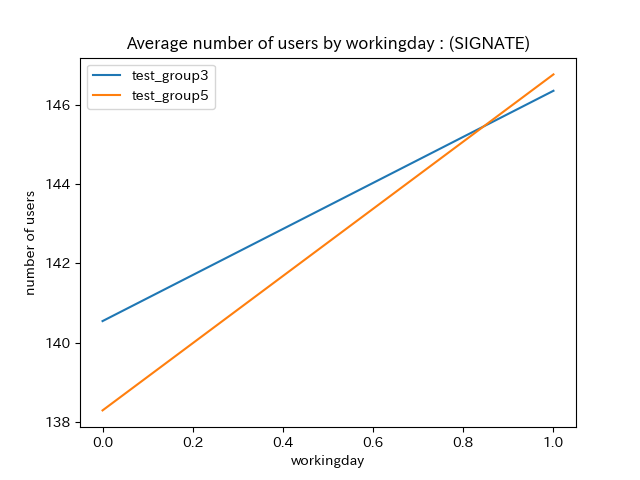 Average number of users by workingday : (SIGNATE)
test_group3
test_group5
number of users
146
144
142
140
138
0.0 0.2 0.4 0.6 0.8 1.0
workingday